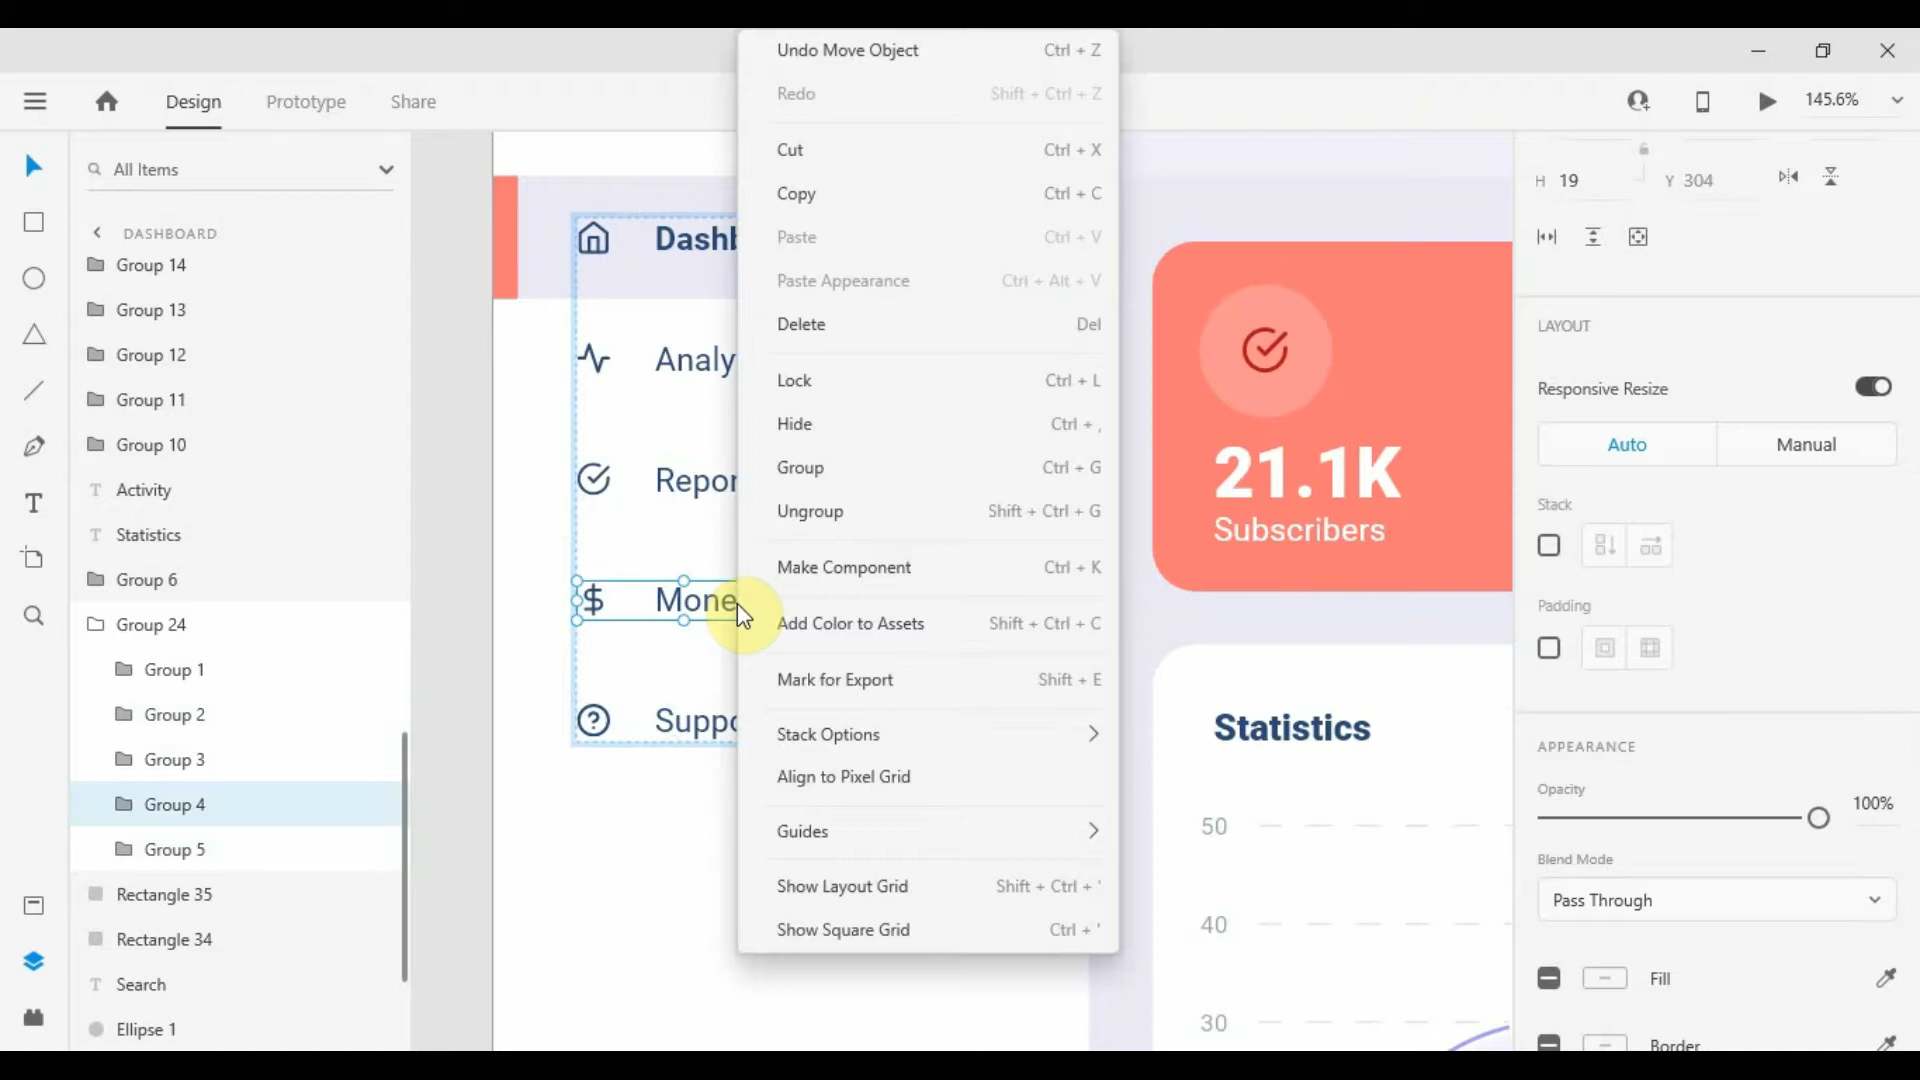 Design
Prototype
Share
145.6%
All Items
DASHBOARD
Group 14
Group 13
Group 12
Group 11
Group 10
Activity
Statistics
Group 6
Group 24
Group 1
Group 2
Group 3
Group 4
Group 5
Rectangle 35
Rectangle 34
Search
Ellipse 1
Dashb
Analy
Repor
Mone
Suppo
Undo Move Object Ctrl + Z
Redo Shift + Ctrl + Z
Cut Ctrl + X
Copy Ctrl + C
Paste Ctrl + V
Paste Appearance Ctrl + Alt + V
Delete Del
Lock Ctrl + L
Hide Ctrl + ,
Group Ctrl + G
Ungroup Shift + Ctrl + G
Make Component Ctrl + K
Add Color to Assets Shift + Ctrl + C
Mark for Export Shift + E
Stack Options
Align to Pixel Grid
Guides
Show Layout Grid Shift + Ctrl + '
Show Square Grid Ctrl + '
21.1K
Subscribers
Statistics
50
40
30
H 19 Y 304
LAYOUT
Responsive Resize
Auto Manual
Stack
Padding
APPEARANCE
Opacity
100%
Blend Mode
Pass Through
Fill
Border